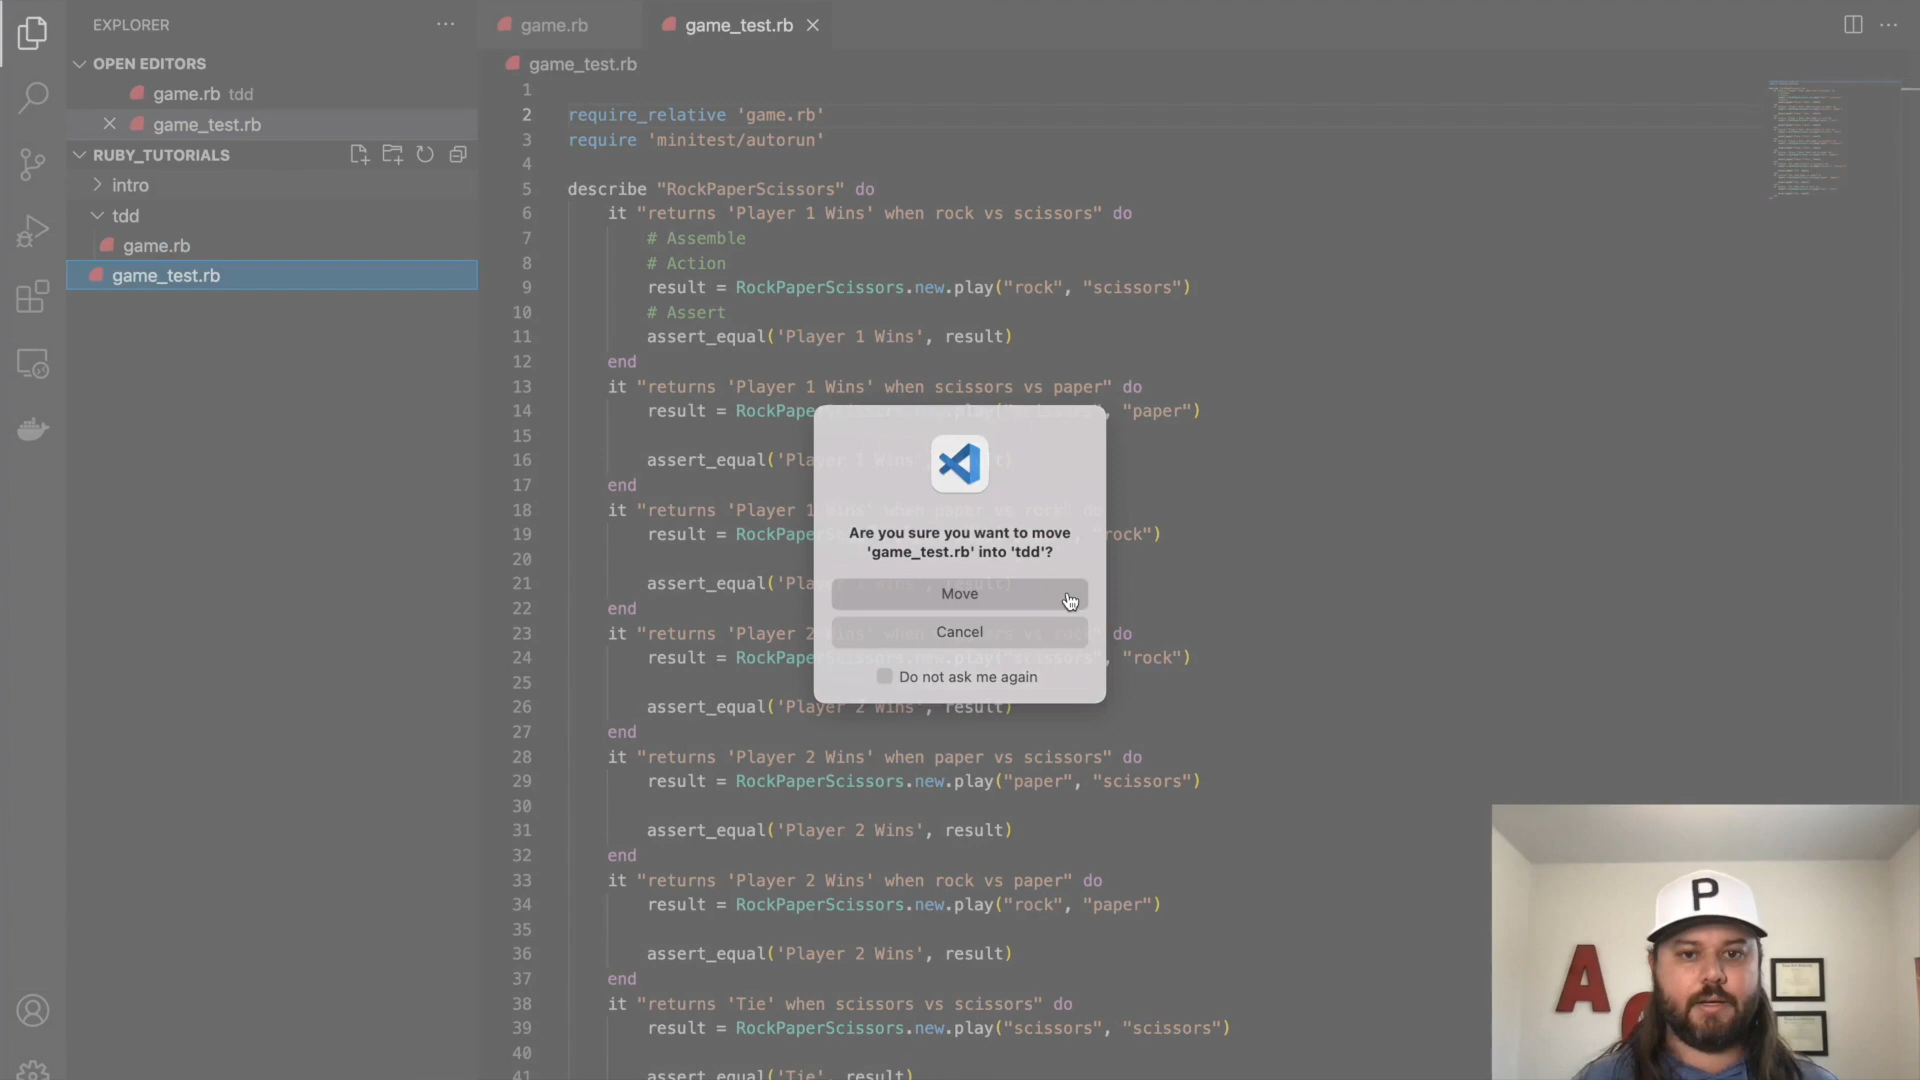 EXPLORER
OPEN EDITORS
game.rb tdd
game_test.rb
RUBY_TUTORIALS
intro
tdd
game.rb
game_test.rb
game.rb
game_test.rb
game_test.rb
1
2 require_relative 'game.rb'
3 require 'minitest/autorun'
4
5 describe "RockPaperScissors" do
6 it "returns 'Player 1 Wins' when rock vs scissors" do
7 # Assemble
8 # Action
9 result = RockPaperScissors.new.play("rock", "scissors")
10 # Assert
11 assert_equal('Player 1 Wins', result)
12 end
13 it "returns 'Player 1 Wins' when scissors vs paper" do
14 result = RockPaperScissors.new.play("scissors", "paper")
15
16 assert_equal('Player 1 Wins', result)
17 end
18 it "returns 'Player 1 Wins' when paper vs rock" do
19 result = RockPape "rock")
20
21 assert_equal('Player 1 Wins', result)
22 end
23 it "returns 'Player 2 Wins' when scissors vs rock" do
24 result = RockPaperScissors.new.play("scissors", "rock")
25
26 assert_equal('Player 2 Wins', result)
27 end
28 it "returns 'Player 2 Wins' when paper vs scissors" do
29 result = RockPaperScissors.new.play("paper", "scissors")
30
31 assert_equal('Player 2 Wins', result)
32 end
33 it "returns 'Player 2 Wins' when rock vs paper" do
34 result = RockPaperScissors.new.play("rock", "paper")
35
36 assert_equal('Player 2 Wins', result)
37 end
38 it "returns 'Tie' when scissors vs scissors" do
39 result = RockPaperScissors.new.play("scissors", "scissors")
40
41 assert_equal('Tie', result)
Are you sure you want to move
'game_test.rb' into 'tdd'?
Move
Cancel
Do not ask me again
P
A